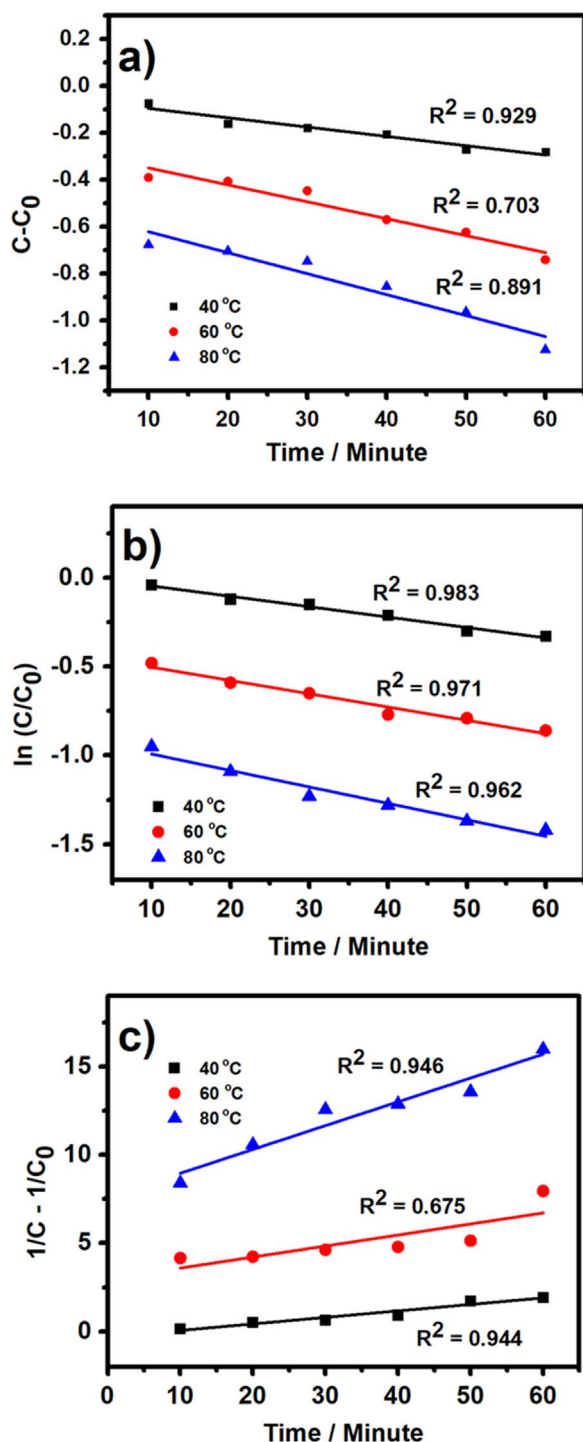 a)
0.2
0.0
-0.2
-0.4
-0.6
-0.8
-1.0
-1.2
C-C₀
R² = 0.929
R² = 0.703
R² = 0.891
40 °C
60 °C
80 °C
10 20 30 40 50 60
Time / Minute
b)
0.0
-0.5
-1.0
-1.5
ln (C/C₀)
R² = 0.983
R² = 0.971
R² = 0.962
40 °C
60 °C
80 °C
10 20 30 40 50 60
Time / Minute
c)
15
10
5
0
1/C - 1/C₀
40 °C
60 °C
80 °C
R² = 0.946
R² = 0.675
R² = 0.944
0 10 20 30 40 50 60
Time / Minute